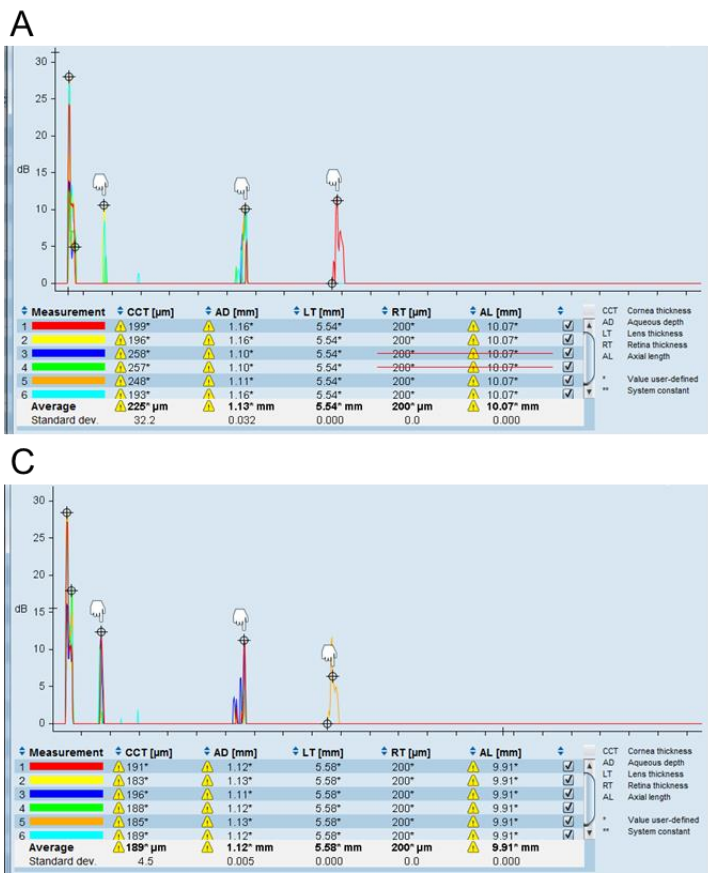 A
30
25
20
15
dB
10
5
0
Measurement CCT [µm] AD [mm] LT [mm] RT [µm] AL [mm]
1 199* 1.16* 5.54* 200* 10.07*
2 196* 1.16* 5.54* 200* 10.07*
3 258* 1.10* 5.54* 200* 10.07*
4 257* 1.10* 5.54* 200* 10.07*
5 248* 1.11* 5.54* 200* 10.07*
6 193* 1.16* 5.54* 200* 10.07*
Average 225* µm 1.13* mm 5.54* mm 200* µm 10.07* mm
Standard dev. 32.2 0.032 0.000 0.0 0.000
CCT Cornea thickness
AD Aqueous depth
LT Lens thickness
RT Retina thickness
AL Axial length
* Value user-defined
** System constant
C
30
25
20
dB 15
10
5
0
Measurement CCT [µm] AD [mm] LT [mm] RT [µm] AL [mm]
1 191* 1.12* 5.58* 200* 9.91*
2 183* 1.13* 5.58* 200* 9.91*
3 196* 1.11* 5.58* 200* 9.91*
4 188* 1.12* 5.58* 200* 9.91*
5 185* 1.13* 5.58* 200* 9.91*
6 189* 1.12* 5.58* 200* 9.91*
Average 189* µm 1.12* mm 5.58* mm 200* µm 9.91* mm
Standard dev. 4.5 0.005 0.000 0.0 0.000
CCT Cornea thickness
AD Aqueous depth
LT Lens thickness
RT Retina thickness
AL Axial length
* Value user-defined
** System constant